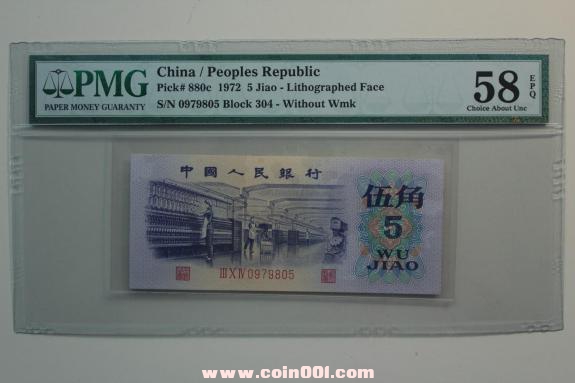 PMG
PAPER MONEY GUARANTY
China / Peoples Republic
Pick# 880c 1972 5 Jiao - Lithographed Face
S/N 0979805 Block 304 - Without Wmk
58
EPQ
Choice About Unc
中國人民銀行
伍角
5
WU
JIAO
ⅢⅩⅣ0979805
www.coin001.com